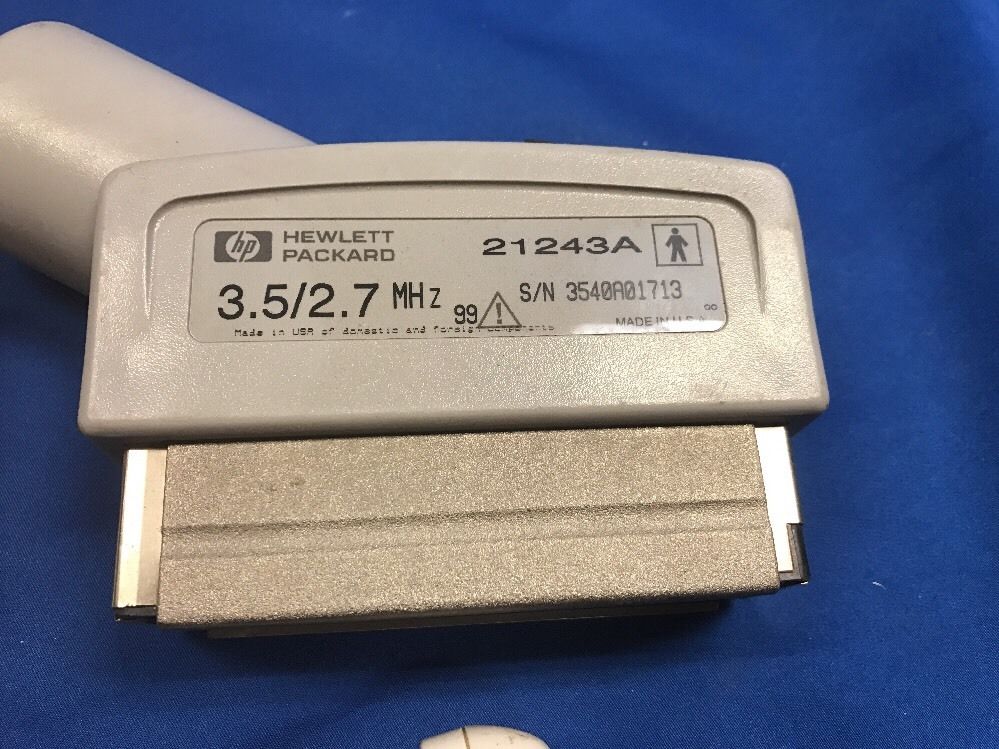 hp HEWLETT PACKARD
21243A
3.5/2.7 MHz 99
S/N 3540A01713
Made in USA of domestic and foreign components
MADE IN U.S.A.